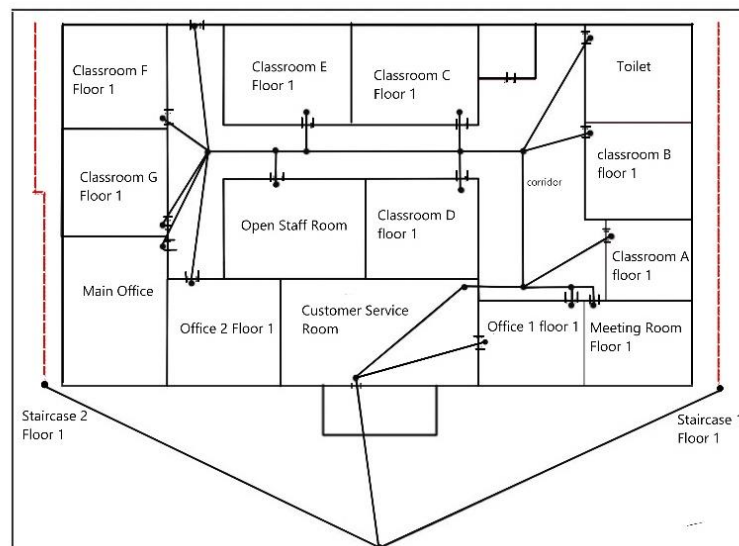 Classroom F
Floor 1
Classroom E
Floor 1
Classroom C
Floor 1
Toilet
Classroom G
Floor 1
classroom B
floor 1
corridor
Open Staff Room
Classroom D
floor 1
Classroom A
floor 1
Main Office
Office 2 Floor 1
Customer Service
Room
Office 1 floor 1
Meeting Room
Floor 1
Staircase 2
Floor 1
Staircase 1
Floor 1